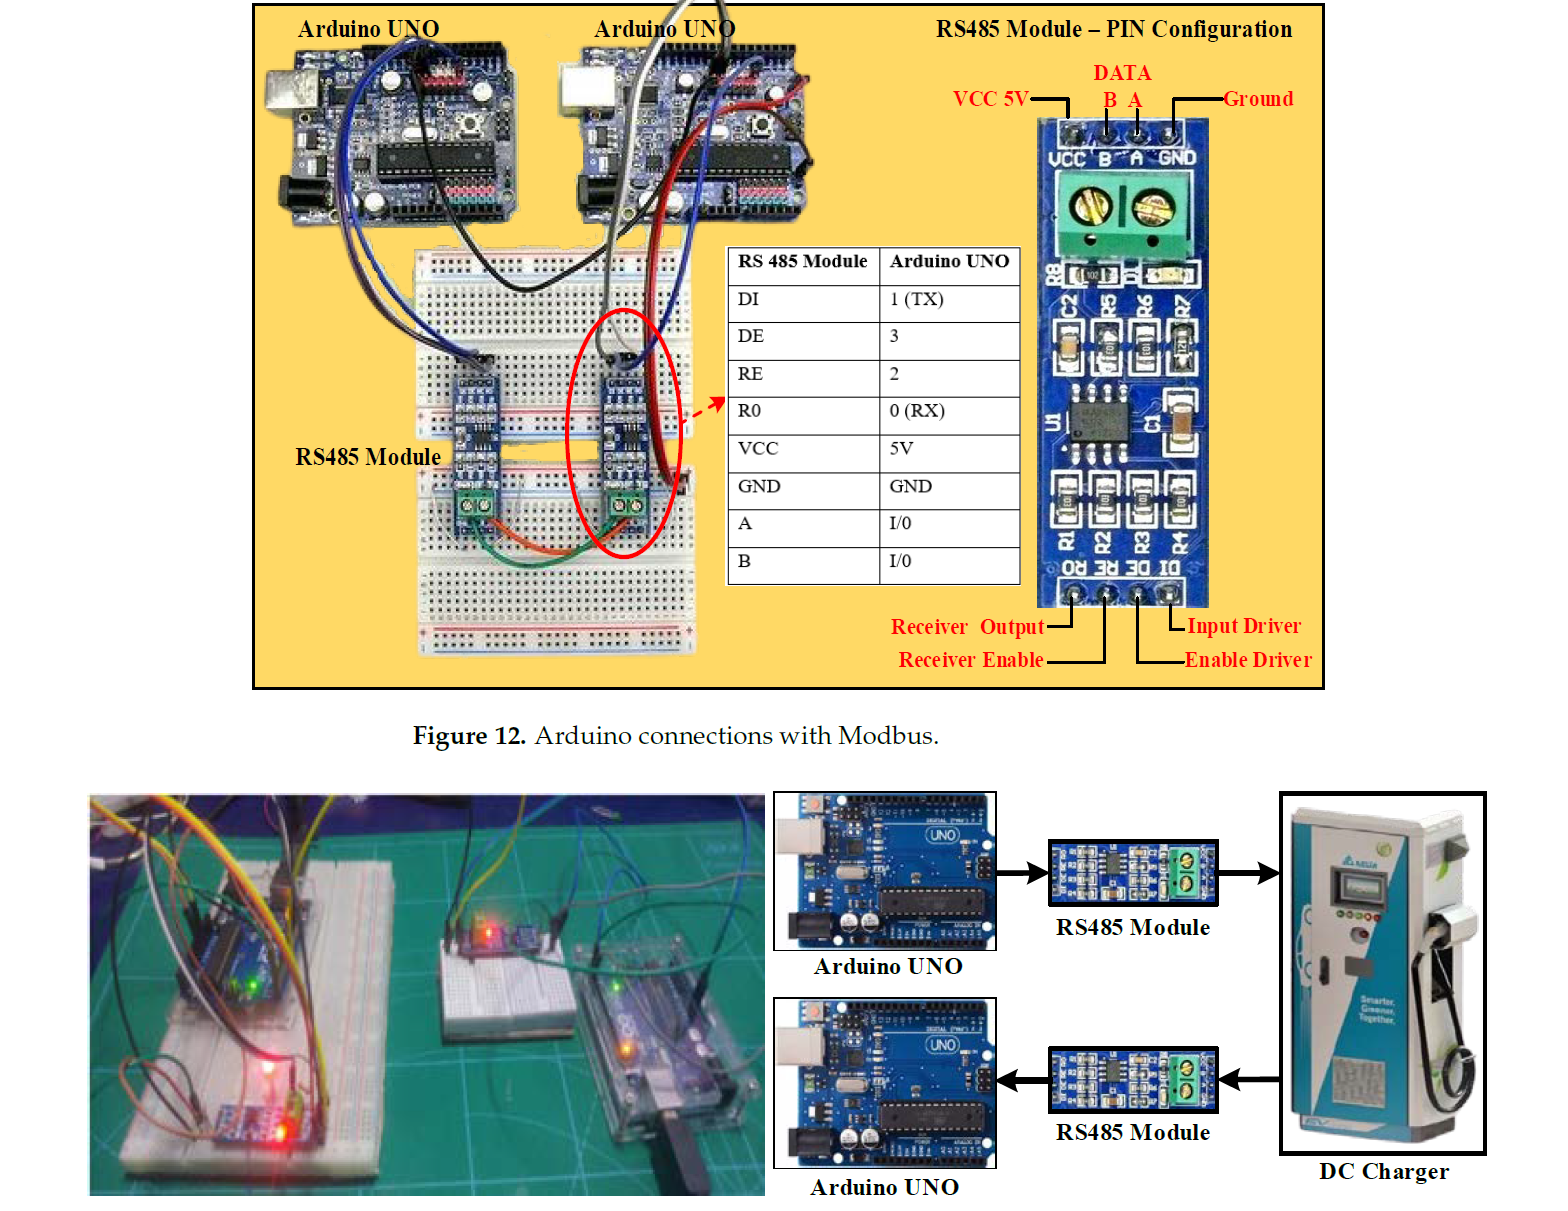 Arduino UNO
Arduino UNO
RS485 Module – PIN Configuration
DATA
VCC 5V
B A
Ground
VCC B A GND
RS 485 Module Arduino UNO
DI 1 (TX)
DE 3
RE 2
R0 0 (RX)
VCC 5V
GND GND
A I/0
B I/0
R8
C2 R5 R6 R7
U1
C1
R1 R2 R3 R4
RO RE DE DI
RS485 Module
Receiver Output
Input Driver
Receiver Enable
Enable Driver
Figure 12. Arduino connections with Modbus.
UNO
Arduino UNO
RS485 Module
UNO
Arduino UNO
RS485 Module
Smarter.
Greener.
Together.
DC Charger